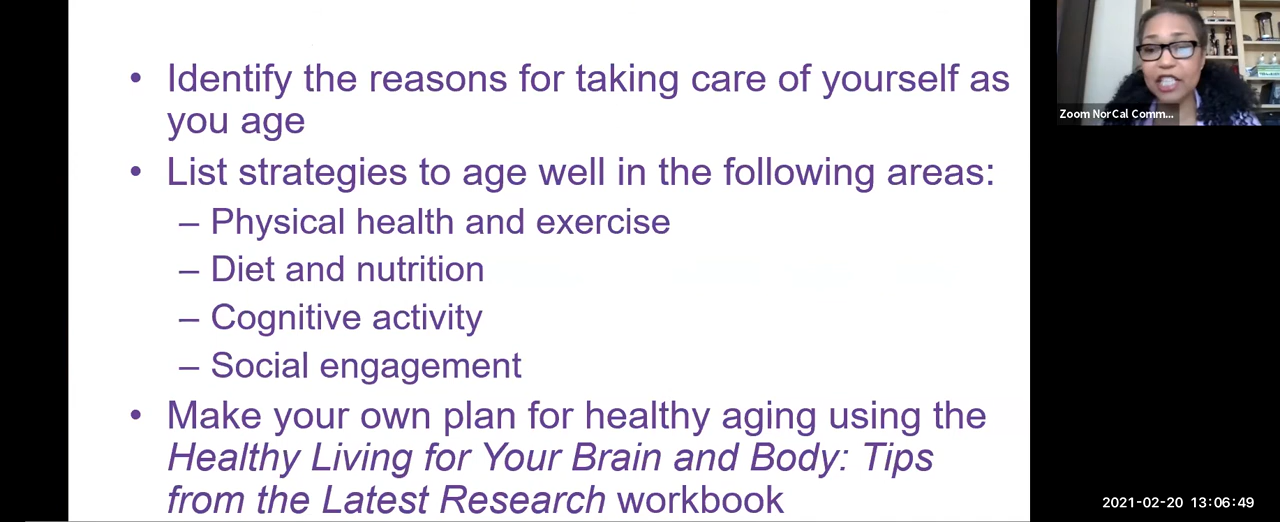 • Identify the reasons for taking care of yourself as
you age
• List strategies to age well in the following areas:
– Physical health and exercise
– Diet and nutrition
– Cognitive activity
– Social engagement
• Make your own plan for healthy aging using the
Healthy Living for Your Brain and Body: Tips
from the Latest Research workbook
Zoom NorCal Comm...
2021-02-20 13:06:49